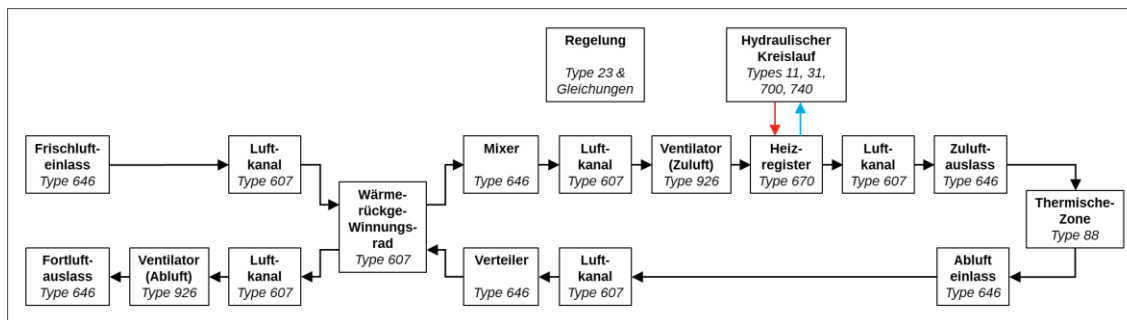 Regelung
Type 23 &
Gleichungen
Hydraulischer
Kreislauf
Types 11, 31,
700, 740
Frischluft-
einlass
Type 646
Luft-
kanal
Type 607
Wärme-
rückge-
Winnungs-
rad
Type 607
Mixer
Type 646
Luft-
kanal
Type 607
Ventilator
(Zuluft)
Type 926
Heiz-
register
Type 670
Luft-
kanal
Type 607
Zuluft-
auslass
Type 646
Thermische-
Zone
Type 88
Fortluft-
auslass
Type 646
Ventilator
(Abluft)
Type 926
Luft-
kanal
Type 607
Verteiler
Type 646
Luft-
kanal
Type 607
Abluft
einlass
Type 646